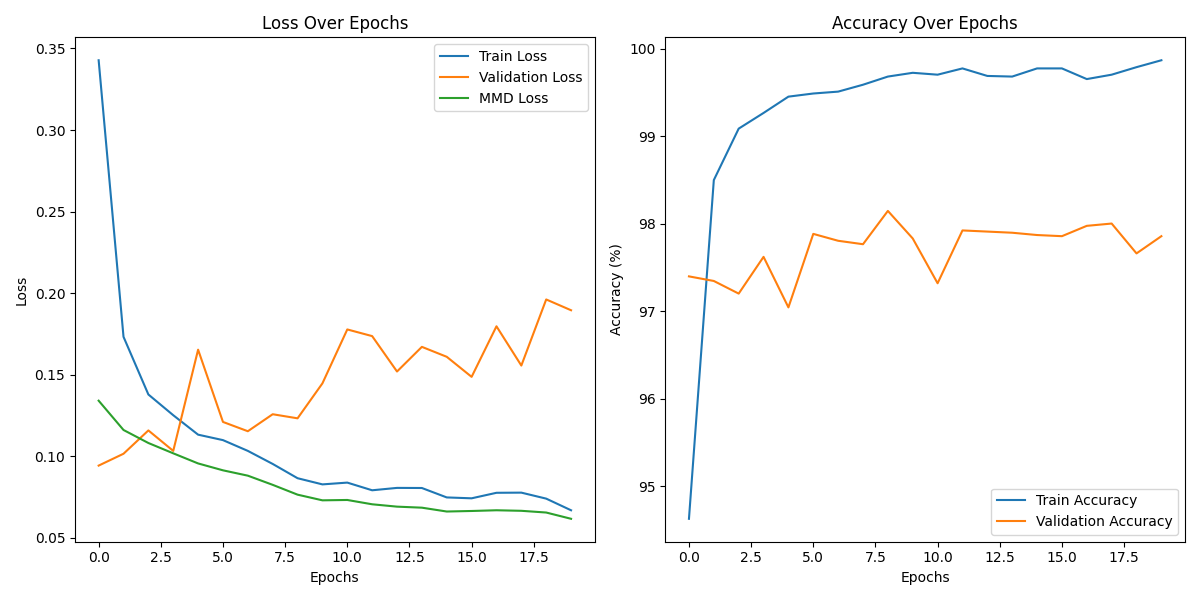 Loss Over Epochs
0.35
0.30
0.25
0.20
0.15
0.10
0.05
Loss
Train Loss
Validation Loss
MMD Loss
0.0 2.5 5.0 7.5 10.0 12.5 15.0 17.5
Epochs
Accuracy Over Epochs
100
99
98
97
96
95
Accuracy (%)
Train Accuracy
Validation Accuracy
0.0 2.5 5.0 7.5 10.0 12.5 15.0 17.5
Epochs